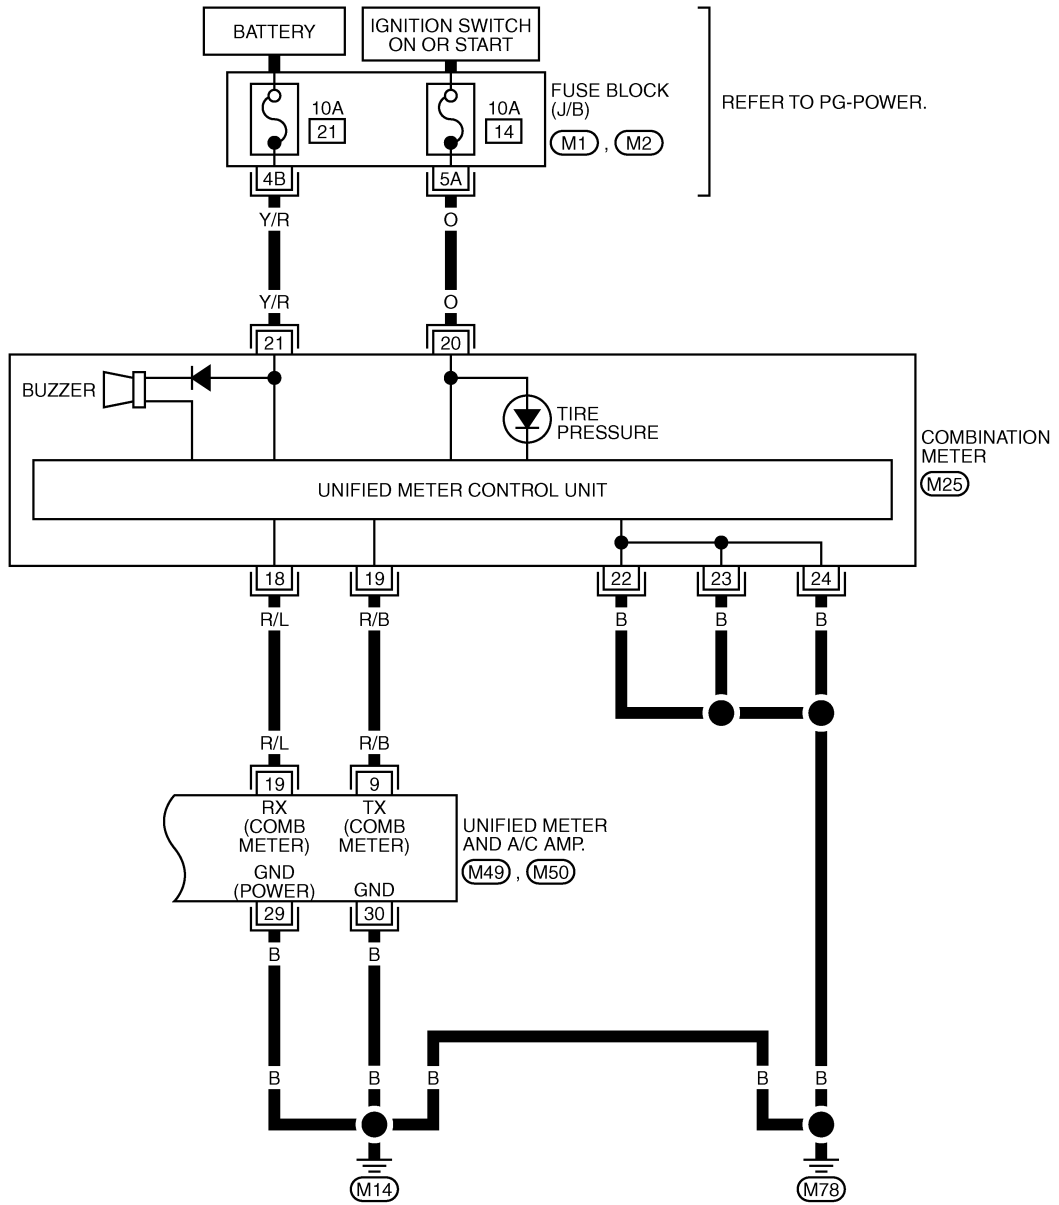 BATTERY
IGNITION SWITCH
ON OR START
10A
21
10A
14
FUSE BLOCK
(J/B)
M1 , M2
REFER TO PG-POWER.
4B
5A
Y/R
O
Y/R
O
21
20
BUZZER
TIRE
PRESSURE
COMBINATION
METER
M25
UNIFIED METER CONTROL UNIT
18
19
22
23
24
R/L
R/B
B
B
B
R/L
R/B
19
9
RX
(COMB
METER)
TX
(COMB
METER)
GND
(POWER)
GND
UNIFIED METER
AND A/C AMP.
M49 , M50
29
30
B
B
B
B
B
B
B
M14
M78